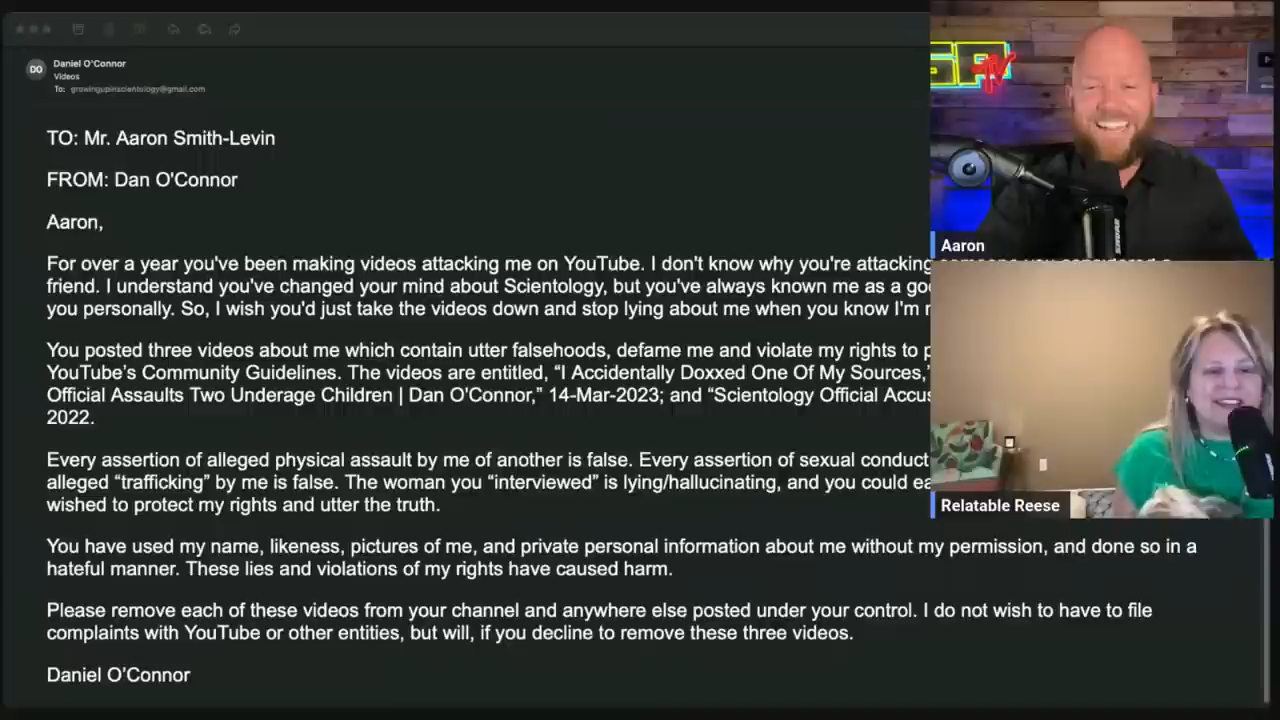 DO
Daniel O'Connor
Videos
To: growingupinscientology@gmail.com
TO: Mr. Aaron Smith-Levin
FROM: Dan O'Connor
Aaron,
For over a year you've been making videos attacking me on YouTube. I don't know why you're attacking
friend. I understand you've changed your mind about Scientology, but you've always known me as a
you personally. So, I wish you'd just take the videos down and stop lying about me when you know I'm
You posted three videos about me which contain utter falsehoods, defame me and violate my rights to
YouTube's Community Guidelines. The videos are entitled, “I Accidentally Doxxed One Of My Sources,”
Official Assaults Two Underage Children | Dan O'Connor,” 14-Mar-2023; and “Scientology Official
2022.
Every assertion of alleged physical assault by me of another is false. Every assertion of sexual conduct
alleged “trafficking” by me is false. The woman you “interviewed” is lying/hallucinating, and you could
wished to protect my rights and utter the truth.
You have used my name, likeness, pictures of me, and private personal information about me without my permission, and done so in a
hateful manner. These lies and violations of my rights have caused harm.
Please remove each of these videos from your channel and anywhere else posted under your control. I do not wish to have to file
complaints with YouTube or other entities, but will, if you decline to remove these three videos.
Daniel O'Connor
TV
Aaron
SHURE
Relatable Reese